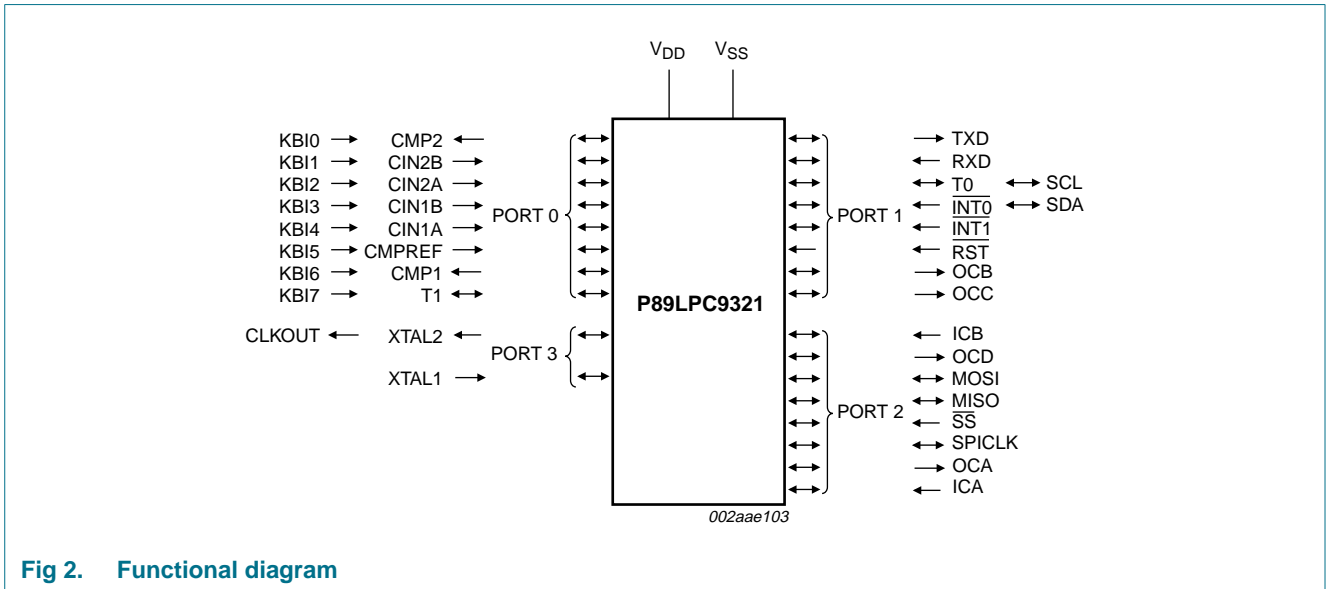 VDD VSS
KBI0 CMP2 TXD
KBI1 CIN2B RXD
KBI2 CIN2A T0 SCL
KBI3 CIN1B PORT 0 PORT 1 INT0 SDA
KBI4 CIN1A INT1
KBI5 CMPREF RST
KBI6 CMP1 OCB
KBI7 T1 P89LPC9321 OCC
CLKOUT XTAL2 ICB
PORT 3 OCD
XTAL1 MOSI
MISO
PORT 2 SS
SPICLK
OCA
ICA
002aae103
Fig 2. Functional diagram